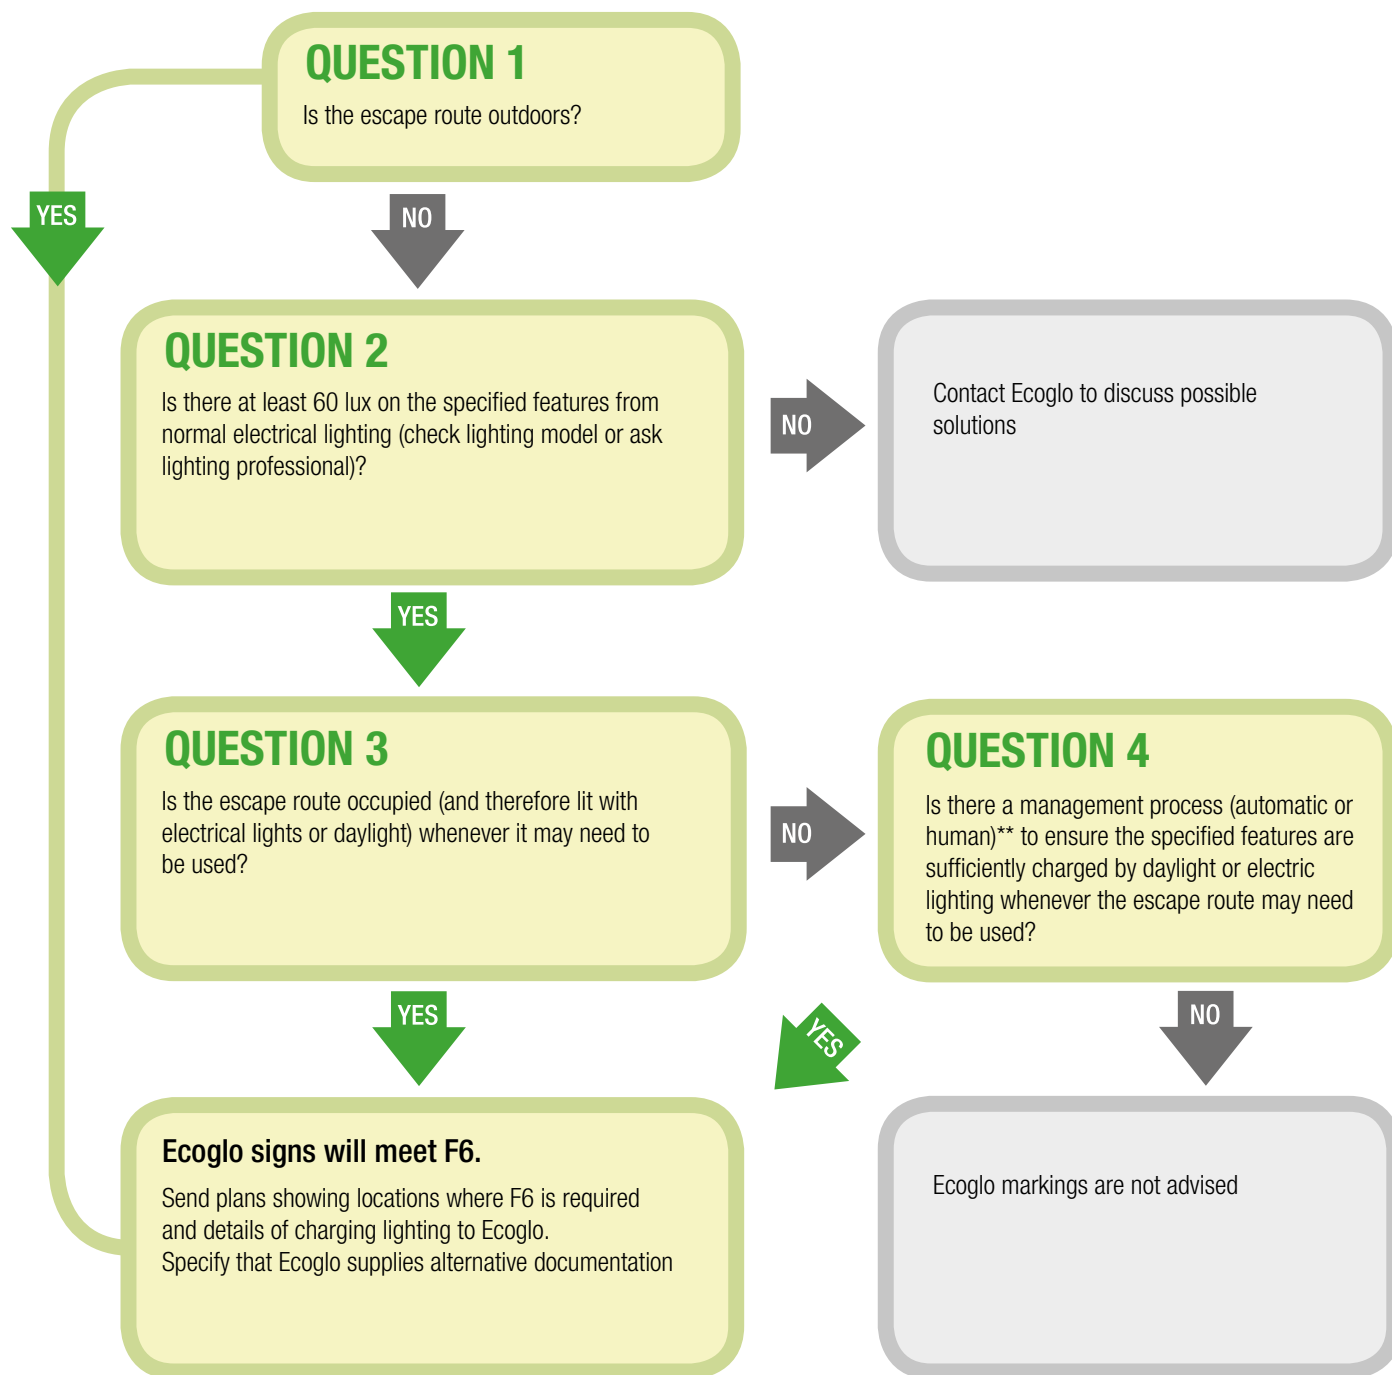 QUESTION 1
Is the escape route outdoors?
YES
NO
QUESTION 2
Is there at least 60 lux on the specified features from
normal electrical lighting (check lighting model or ask
lighting professional)?
NO
Contact Ecoglo to discuss possible
solutions
YES
QUESTION 3
Is the escape route occupied (and therefore lit with
electrical lights or daylight) whenever it may need to
be used?
NO
QUESTION 4
Is there a management process (automatic or
human)** to ensure the specified features are
sufficiently charged by daylight or electric
lighting whenever the escape route may need
to be used?
YES
YES
NO
Ecoglo signs will meet F6.
Send plans showing locations where F6 is required
and details of charging lighting to Ecoglo.
Specify that Ecoglo supplies alternative documentation
Ecoglo markings are not advised